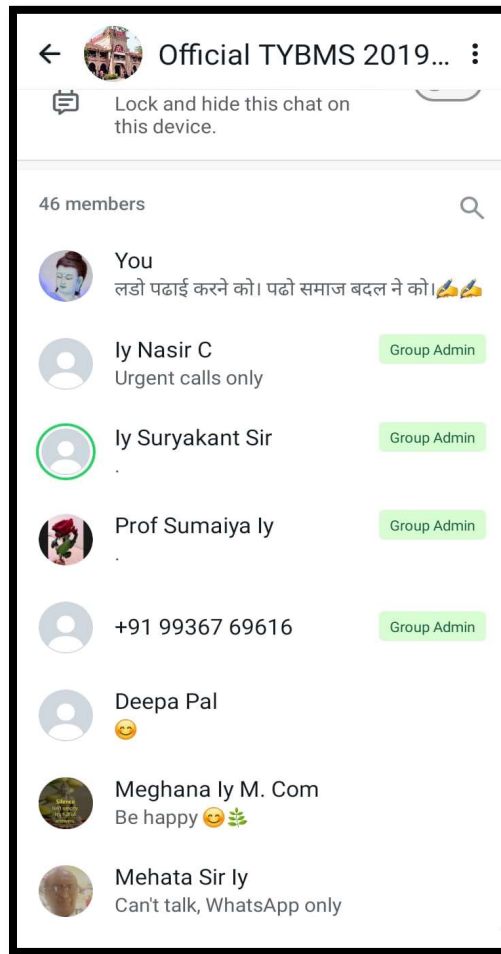 Official TYBMS 2019...
Lock and hide this chat on
this device.
46 members
You
लडो पढाई करने को। पढो समाज बदल ने को।✍️✍️
Iy Nasir C
Group Admin
Urgent calls only
Iy Suryakant Sir
Group Admin
.
Prof Sumaiya Iy
Group Admin
.
+91 99367 69616
Group Admin
Deepa Pal
😊
Meghana Iy M. Com
Be happy 😊🌿
Mehata Sir Iy
Can't talk, WhatsApp only